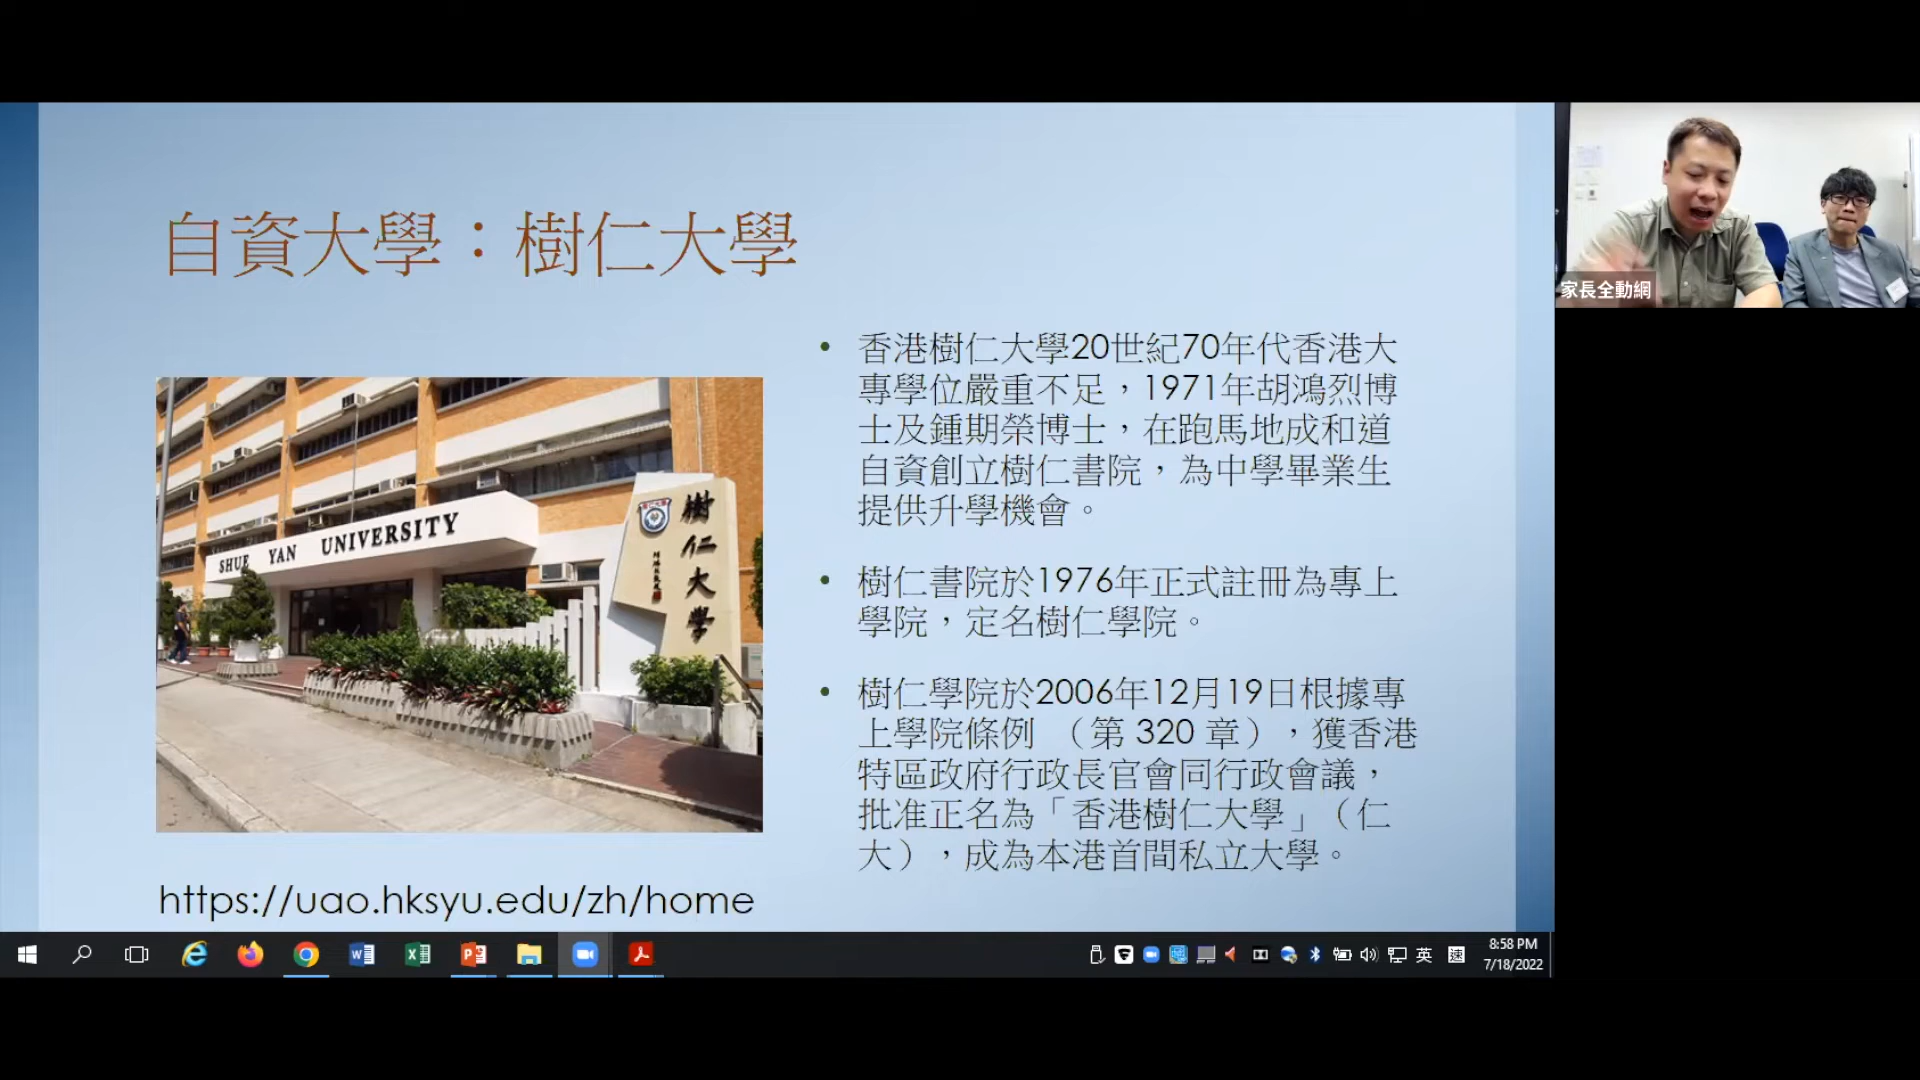 自資大學：樹仁大學
SHUE YAN UNIVERSITY
樹仁大學
https://uao.hksyu.edu/zh/home
• 香港樹仁大學20世紀70年代香港大
專學位嚴重不足，1971年胡鴻烈博
士及鍾期榮博士，在跑馬地成和道
自資創立樹仁書院，為中學畢業生
提供升學機會。
• 樹仁書院於1976年正式註冊為專上
學院，定名樹仁學院。
• 樹仁學院於2006年12月19日根據專
上學院條例 （第 320 章），獲香港
特區政府行政長官會同行政會議，
批准正名為「香港樹仁大學」（仁
大），成為本港首間私立大學。
家長全動網
英
速
8:58 PM
7/18/2022